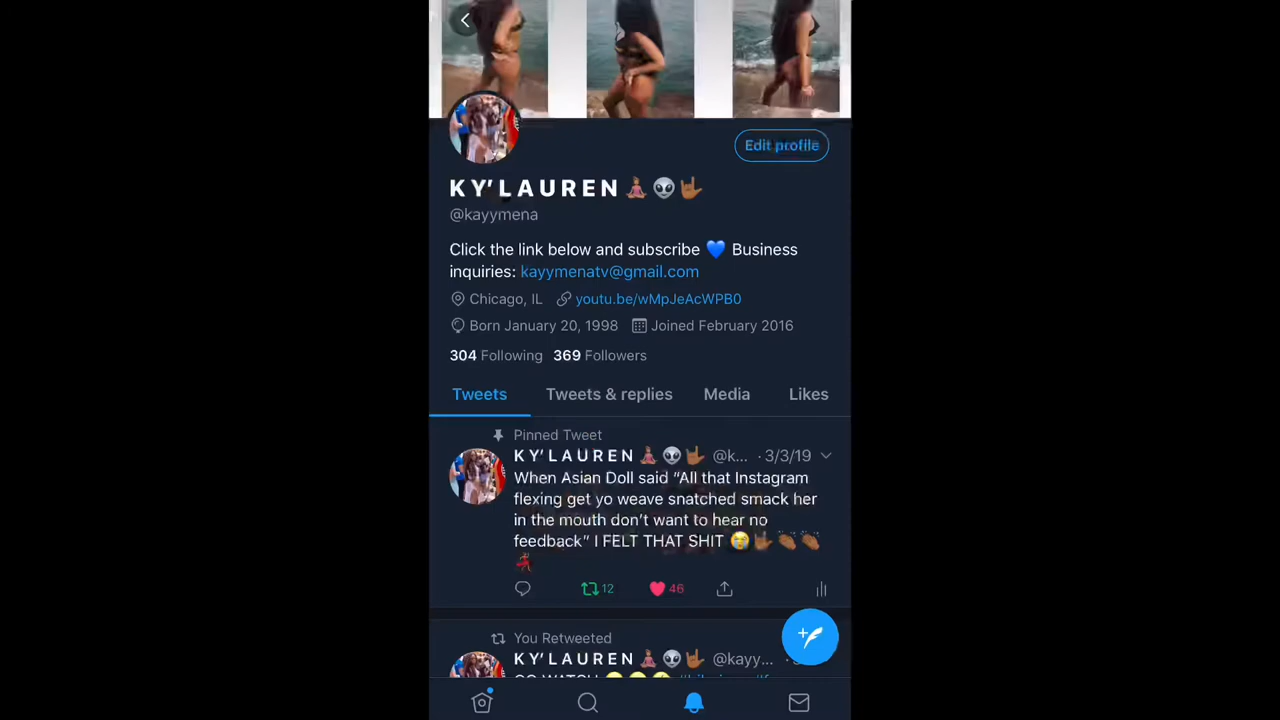 Edit profile
K Y’ L A U R E N 🧘🏽‍♀️👽🤟🏾
@kayymena
Click the link below and subscribe 💙 Business
inquiries: kayymenatv@gmail.com
Chicago, IL youtu.be/wMpJeAcWPB0
Born January 20, 1998 Joined February 2016
304 Following 369 Followers
Tweets Tweets & replies Media Likes
Pinned Tweet
K Y’ L A U R E N 🧘🏽‍♀️👽🤟🏾 @k... · 3/3/19
When Asian Doll said “All that Instagram
flexing get yo weave snatched smack her
in the mouth don’t want to hear no
feedback” I FELT THAT SHIT 😭🤟🏾👏🏾👏🏾
💃🏾
12 46
You Retweeted
K Y’ L A U R E N 🧘🏽‍♀️👽🤟🏾 @kayy... ·
GO WATCH